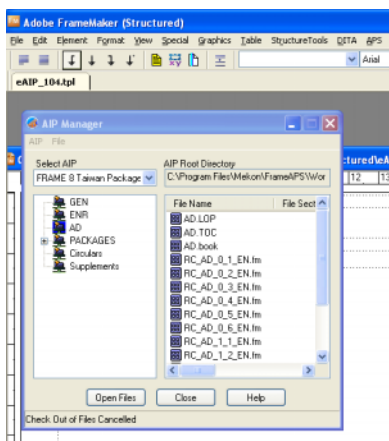 Adobe FrameMaker (Structured)
File Edit Element Format View Special Graphics Table StructureTools DITA APS
Arial
eAIP_104.tpl
AIP Manager
AIP File
Select AIP AIP Root Directory
FRAME 8 Taiwan Package C:\Program Files\Mekon\FrameAPS\Wor
tured\eA
12 13
GEN
ENR
AD
PACKAGES
Circulars
Supplements
File Name File Sect
AD.LOP
AD.TOC
AD.book
RC_AD_0_1_EN.fm
RC_AD_0_2_EN.fm
RC_AD_0_3_EN.fm
RC_AD_0_4_EN.fm
RC_AD_0_5_EN.fm
RC_AD_0_6_EN.fm
RC_AD_1_1_EN.fm
RC_AD_1_2_EN.fm
Open Files Close Help
Check Out of Files Cancelled